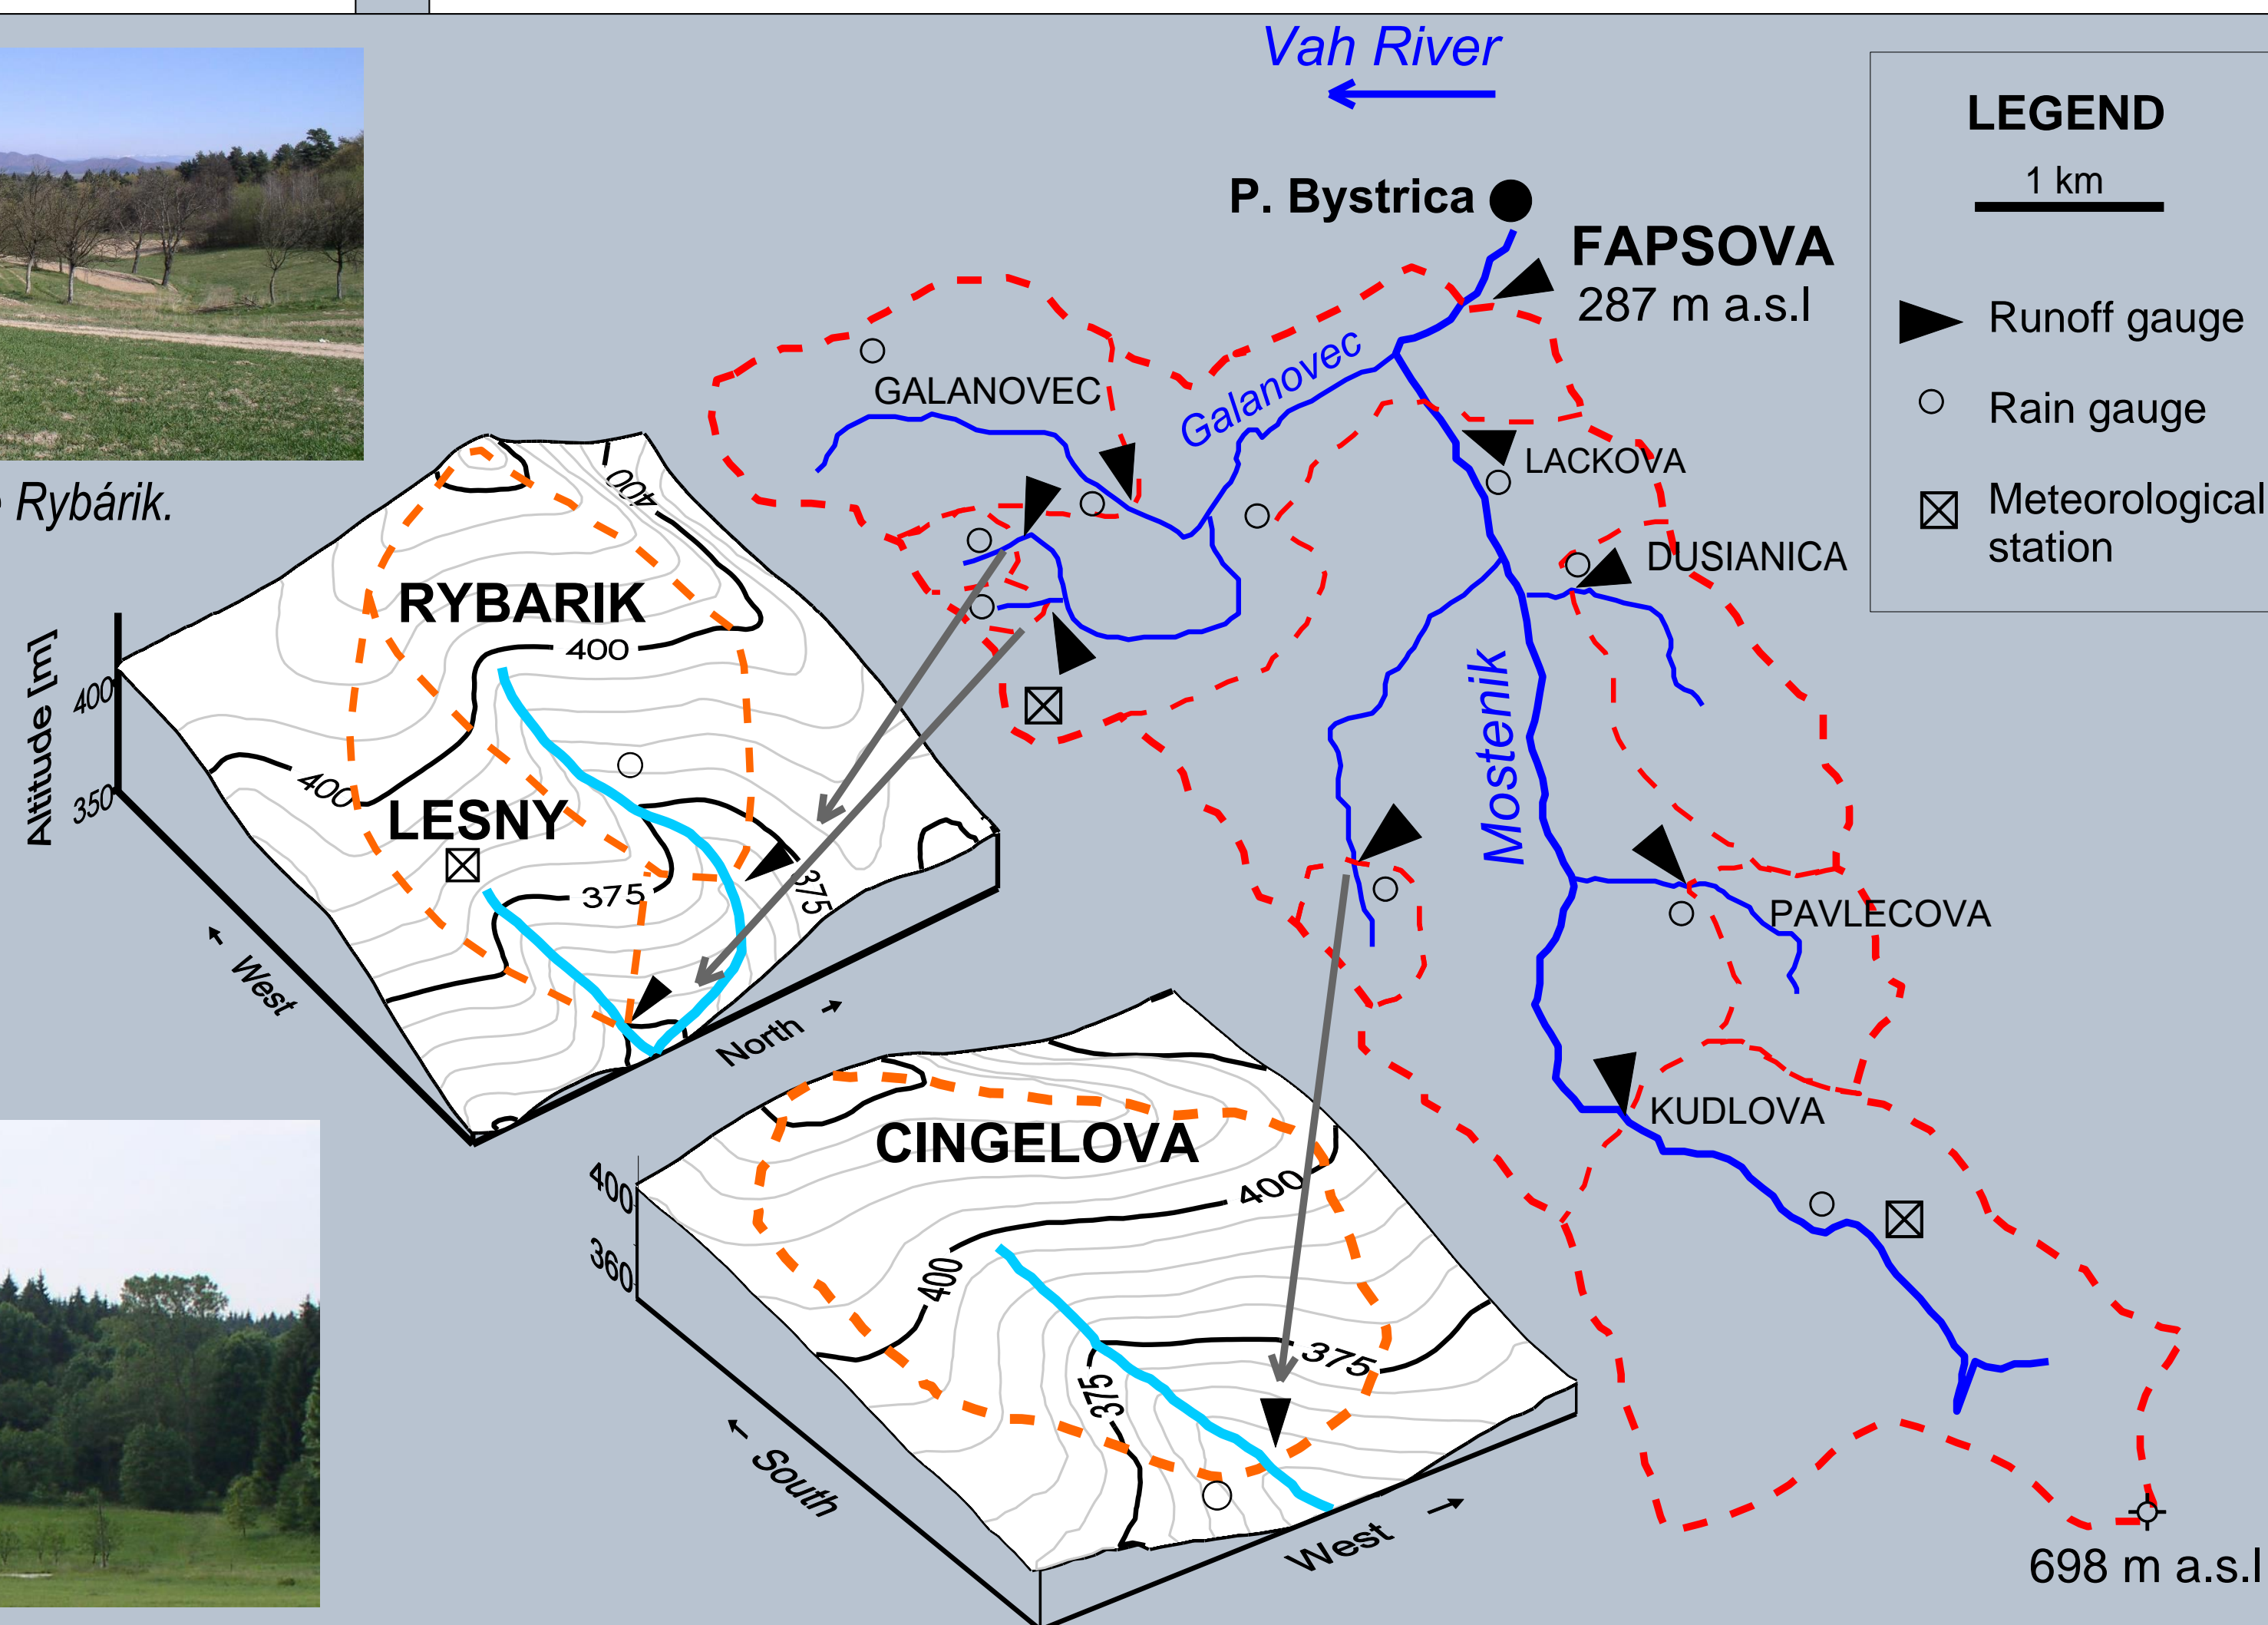 Vah River
P. Bystrica
FAPSOVA
287 m a.s.l
LEGEND
1 km
Runoff gauge
Rain gauge
Meteorological
station
GALANOVEC
Galanovec
LACKOVA
DUSIANICA
Mostenik
PAVLECOVA
KUDLOVA
698 m a.s.l
Rybárik.
RYBARIK
LESNY
400
400
400
375
375
Altitude [m]
400
350
West
North
CINGELOVA
400
400
375
375
400
360
South
West